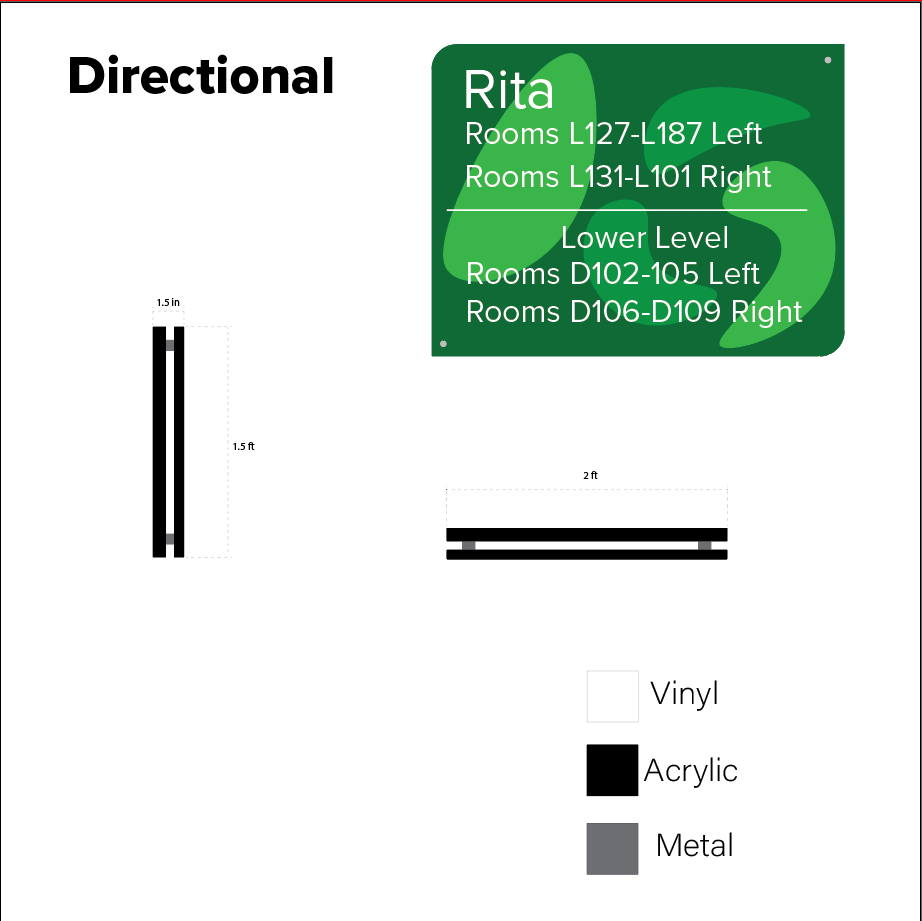 Directional
Rita
Rooms L127-L187 Left
Rooms L131-L101 Right
Lower Level
Rooms D102-105 Left
Rooms D106-D109 Right
1.5 in
1.5 ft
2 ft
Vinyl
Acrylic
Metal